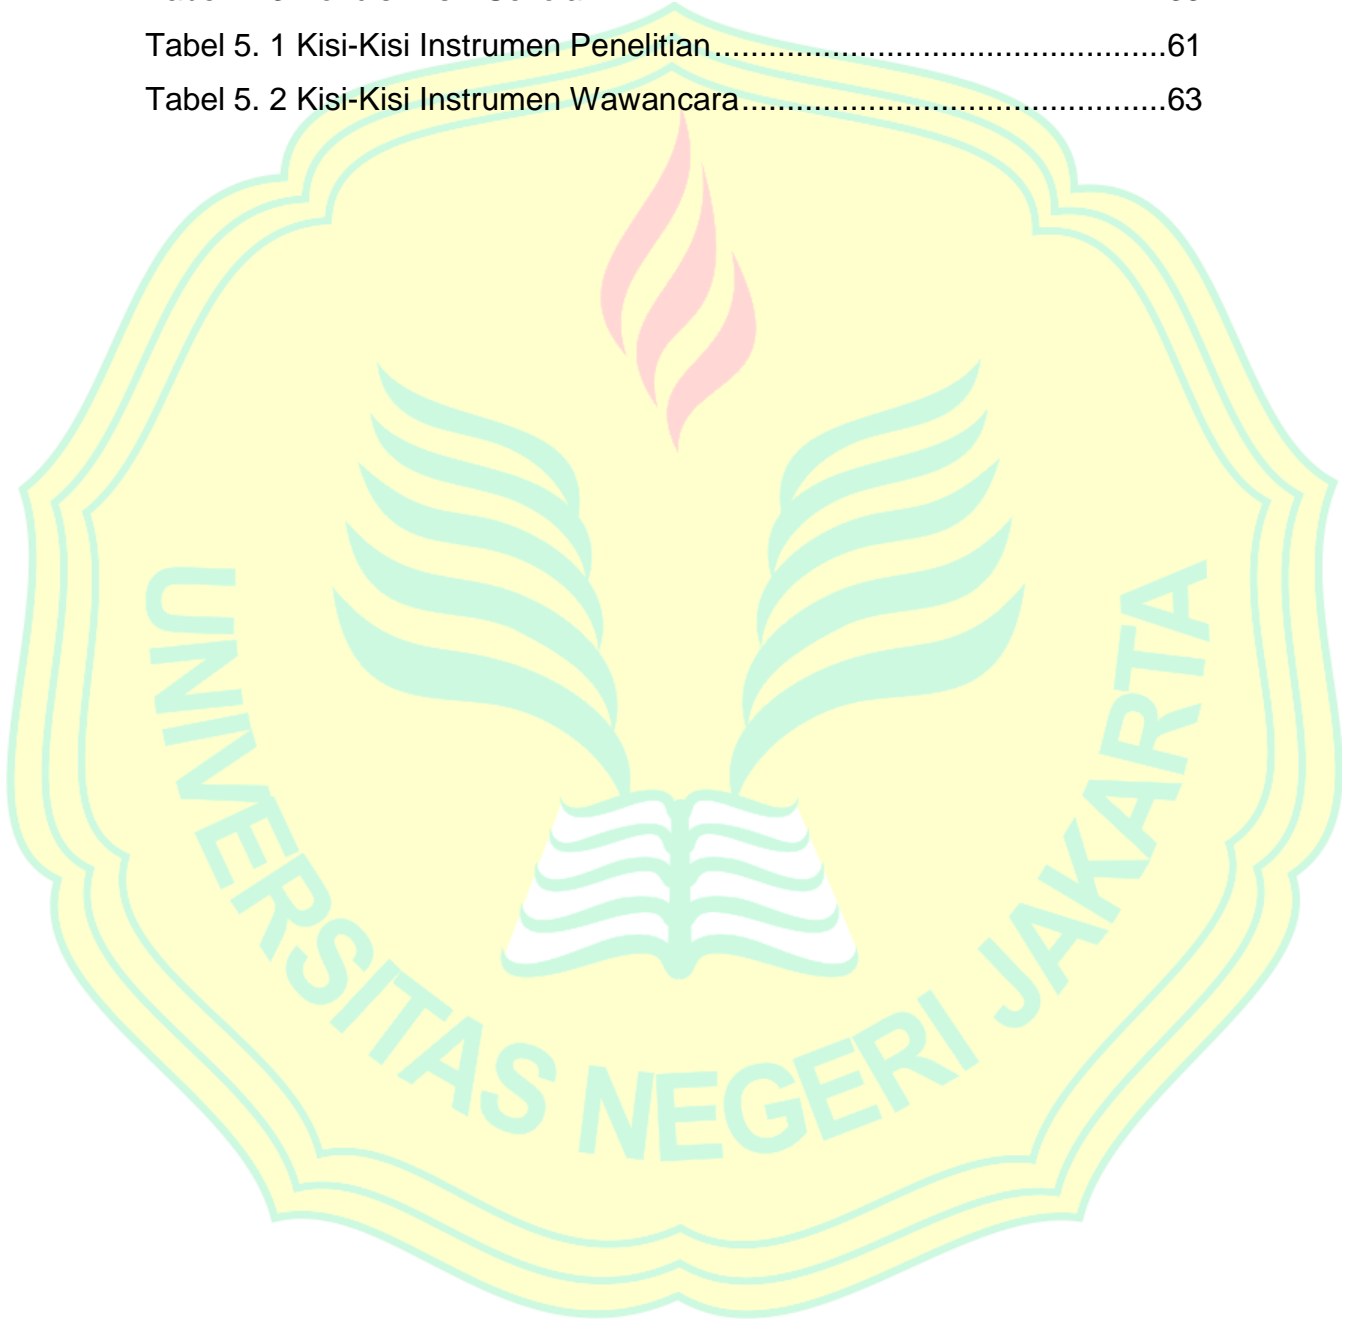 Tabel 5. 1 Kisi-Kisi Instrumen Penelitian.................................................61
Tabel 5. 2 Kisi-Kisi Instrumen Wawancara..............................................63
UNIVERSITAS NEGERI JAKARTA